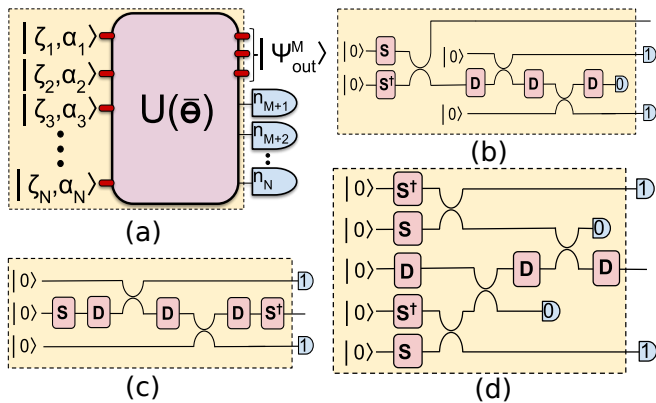 |ζ₁,α₁⟩
|ζ₂,α₂⟩
|ζ₃,α₃⟩
|ζN,αN⟩
U(Θ̄)
|Ψᴹout⟩
nM+1
nM+2
nN
(a)
|0⟩ S |0⟩ 1
|0⟩ S† D D D 0
|0⟩ 1
(b)
|0⟩ 1
|0⟩ S D D D S†
|0⟩ 1
(c)
|0⟩ S† 1
|0⟩ S 0
|0⟩ D D D
|0⟩ S† 0
|0⟩ S 1
(d)